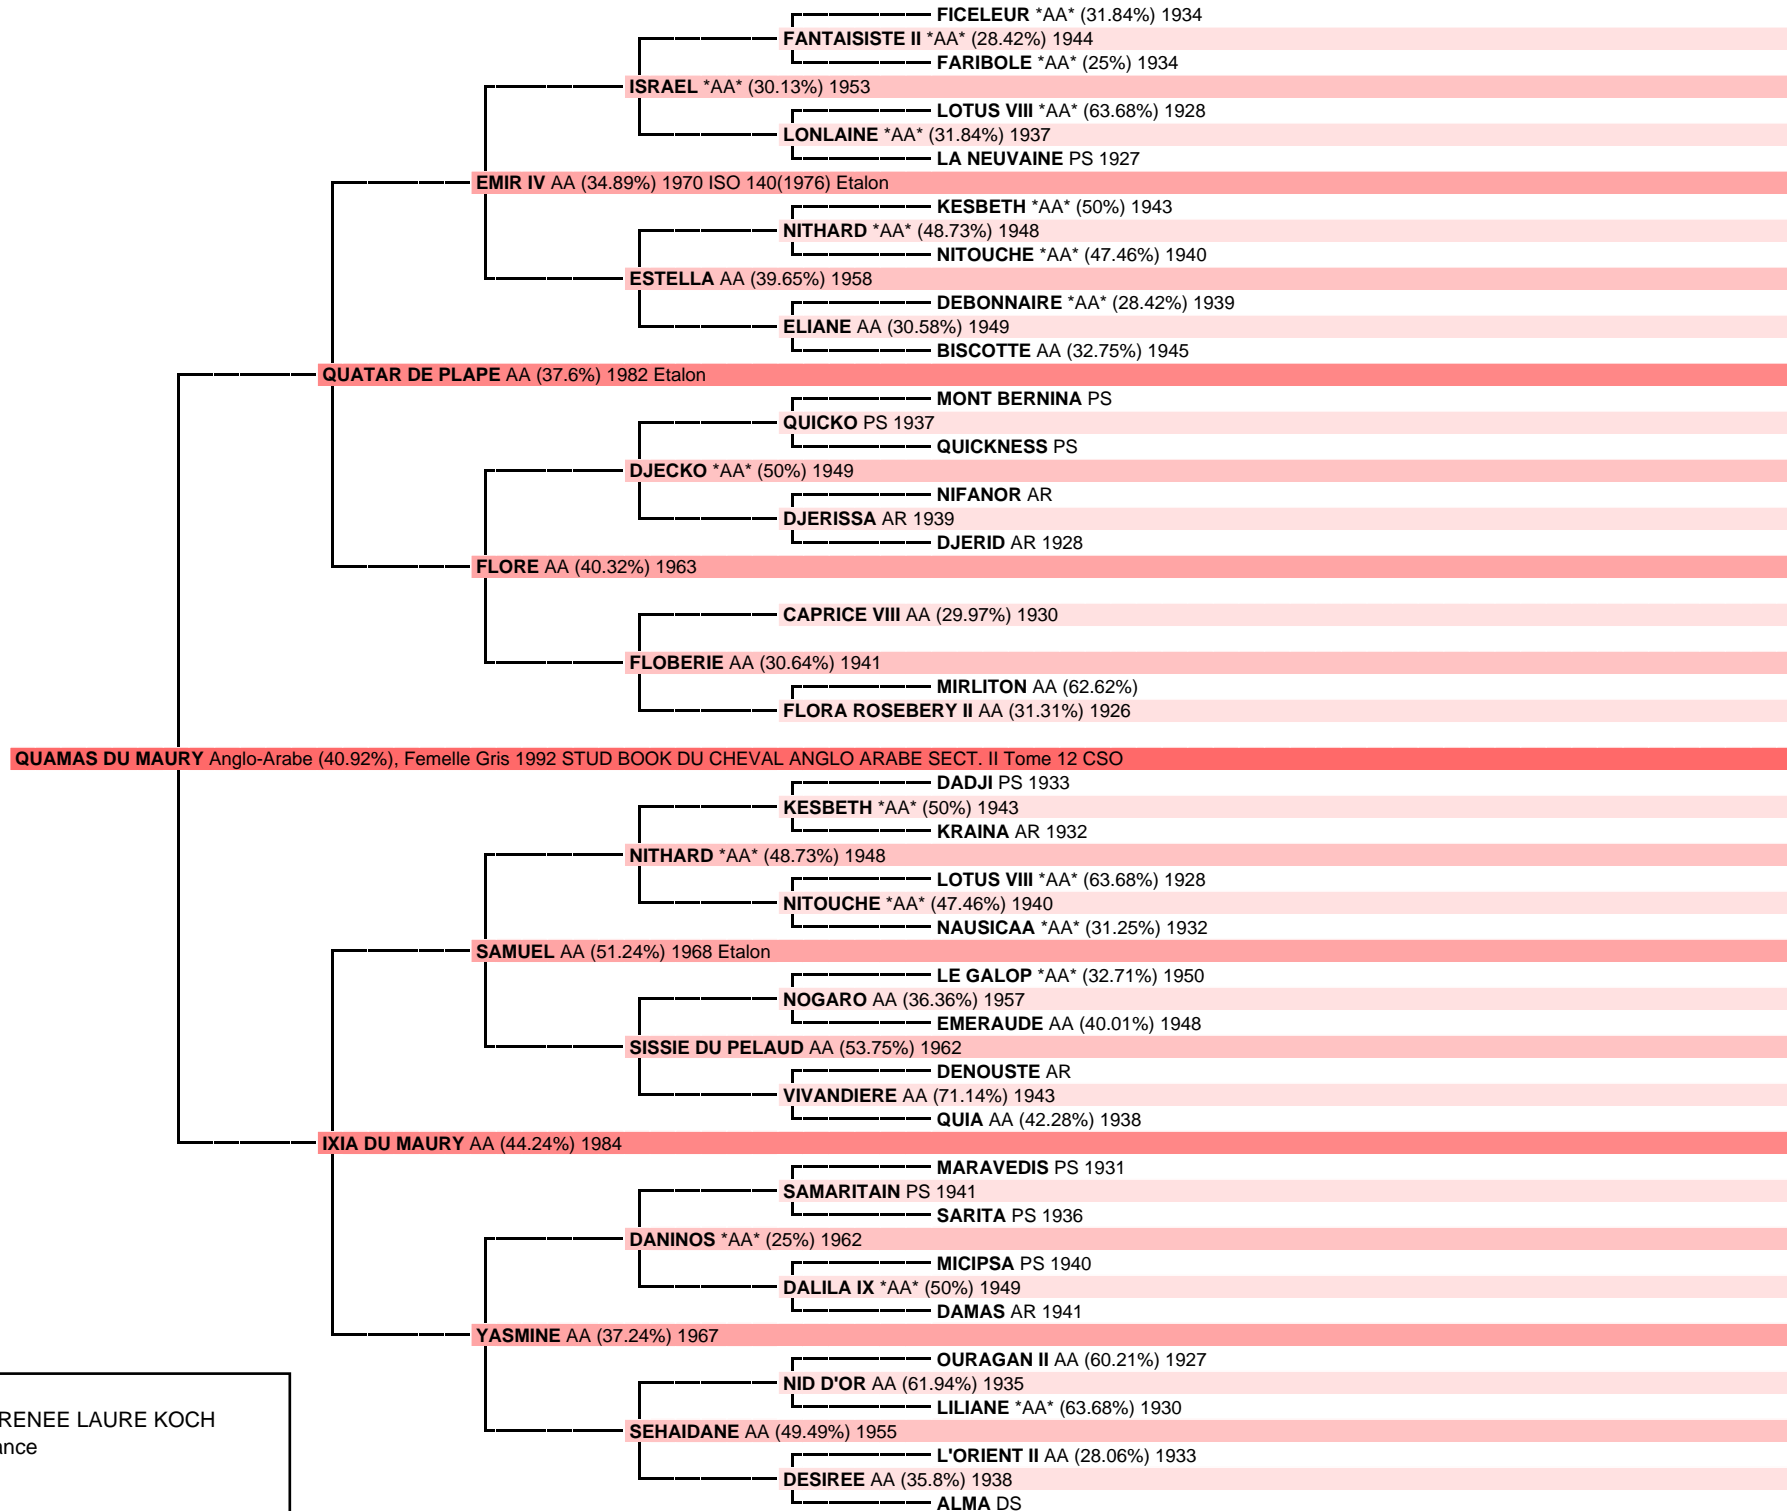 FICELEUR *AA* (31.84%) 1934
FANTAISISTE II *AA* (28.42%) 1944
FARIBOLE *AA* (25%) 1934
ISRAEL *AA* (30.13%) 1953
LOTUS VIII *AA* (63.68%) 1928
LONLAINE *AA* (31.84%) 1937
LA NEUVAINE PS 1927
EMIR IV AA (34.89%) 1970 ISO 140(1976) Etalon
KESBETH *AA* (50%) 1943
NITHARD *AA* (48.73%) 1948
NITOUCHE *AA* (47.46%) 1940
ESTELLA AA (39.65%) 1958
DEBONNAIRE *AA* (28.42%) 1939
ELIANE AA (30.58%) 1949
BISCOTTE AA (32.75%) 1945
QUATAR DE PLAPE AA (37.6%) 1982 Etalon
MONT BERNINA PS
QUICKO PS 1937
QUICKNESS PS
DJECKO *AA* (50%) 1949
NIFANOR AR
DJERISSA AR 1939
DJERID AR 1928
FLORE AA (40.32%) 1963
CAPRICE VIII AA (29.97%) 1930
FLOBERIE AA (30.64%) 1941
MIRLITON AA (62.62%)
FLORA ROSEBERY II AA (31.31%) 1926
QUAMAS DU MAURY Anglo-Arabe (40.92%), Femelle Gris 1992 STUD BOOK DU CHEVAL ANGLO ARABE SECT. II Tome 12 CSO
DADJI PS 1933
KESBETH *AA* (50%) 1943
KRAINA AR 1932
NITHARD *AA* (48.73%) 1948
LOTUS VIII *AA* (63.68%) 1928
NITOUCHE *AA* (47.46%) 1940
NAUSICAA *AA* (31.25%) 1932
SAMUEL AA (51.24%) 1968 Etalon
LE GALOP *AA* (32.71%) 1950
NOGARO AA (36.36%) 1957
EMERAUDE AA (40.01%) 1948
SISSIE DU PELAUD AA (53.75%) 1962
DENOUSTE AR
VIVANDIERE AA (71.14%) 1943
QUIA AA (42.28%) 1938
IXIA DU MAURY AA (44.24%) 1984
MARAVEDIS PS 1931
SAMARITAIN PS 1941
SARITA PS 1936
DANINOS *AA* (25%) 1962
MICIPSA PS 1940
DALILA IX *AA* (50%) 1949
DAMAS AR 1941
YASMINE AA (37.24%) 1967
OURAGAN II AA (60.21%) 1927
NID D'OR AA (61.94%) 1935
LILIANE *AA* (63.68%) 1930
RENEE LAURE KOCH
SEHAIDANE AA (49.49%) 1955
ance
L'ORIENT II AA (28.06%) 1933
DESIREE AA (35.8%) 1938
ALMA DS